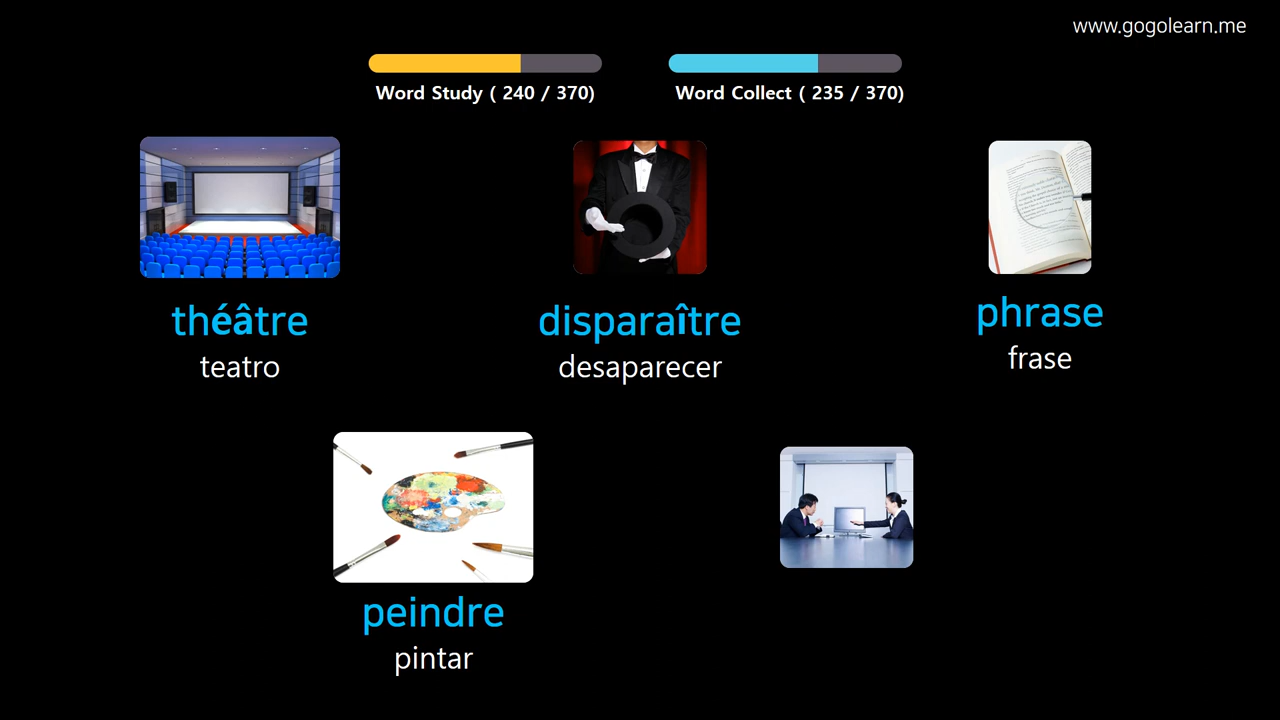 www.gogolearn.me
Word Study ( 240 / 370)
Word Collect ( 235 / 370)
théâtre
teatro
disparaître
desaparecer
phrase
frase
peindre
pintar